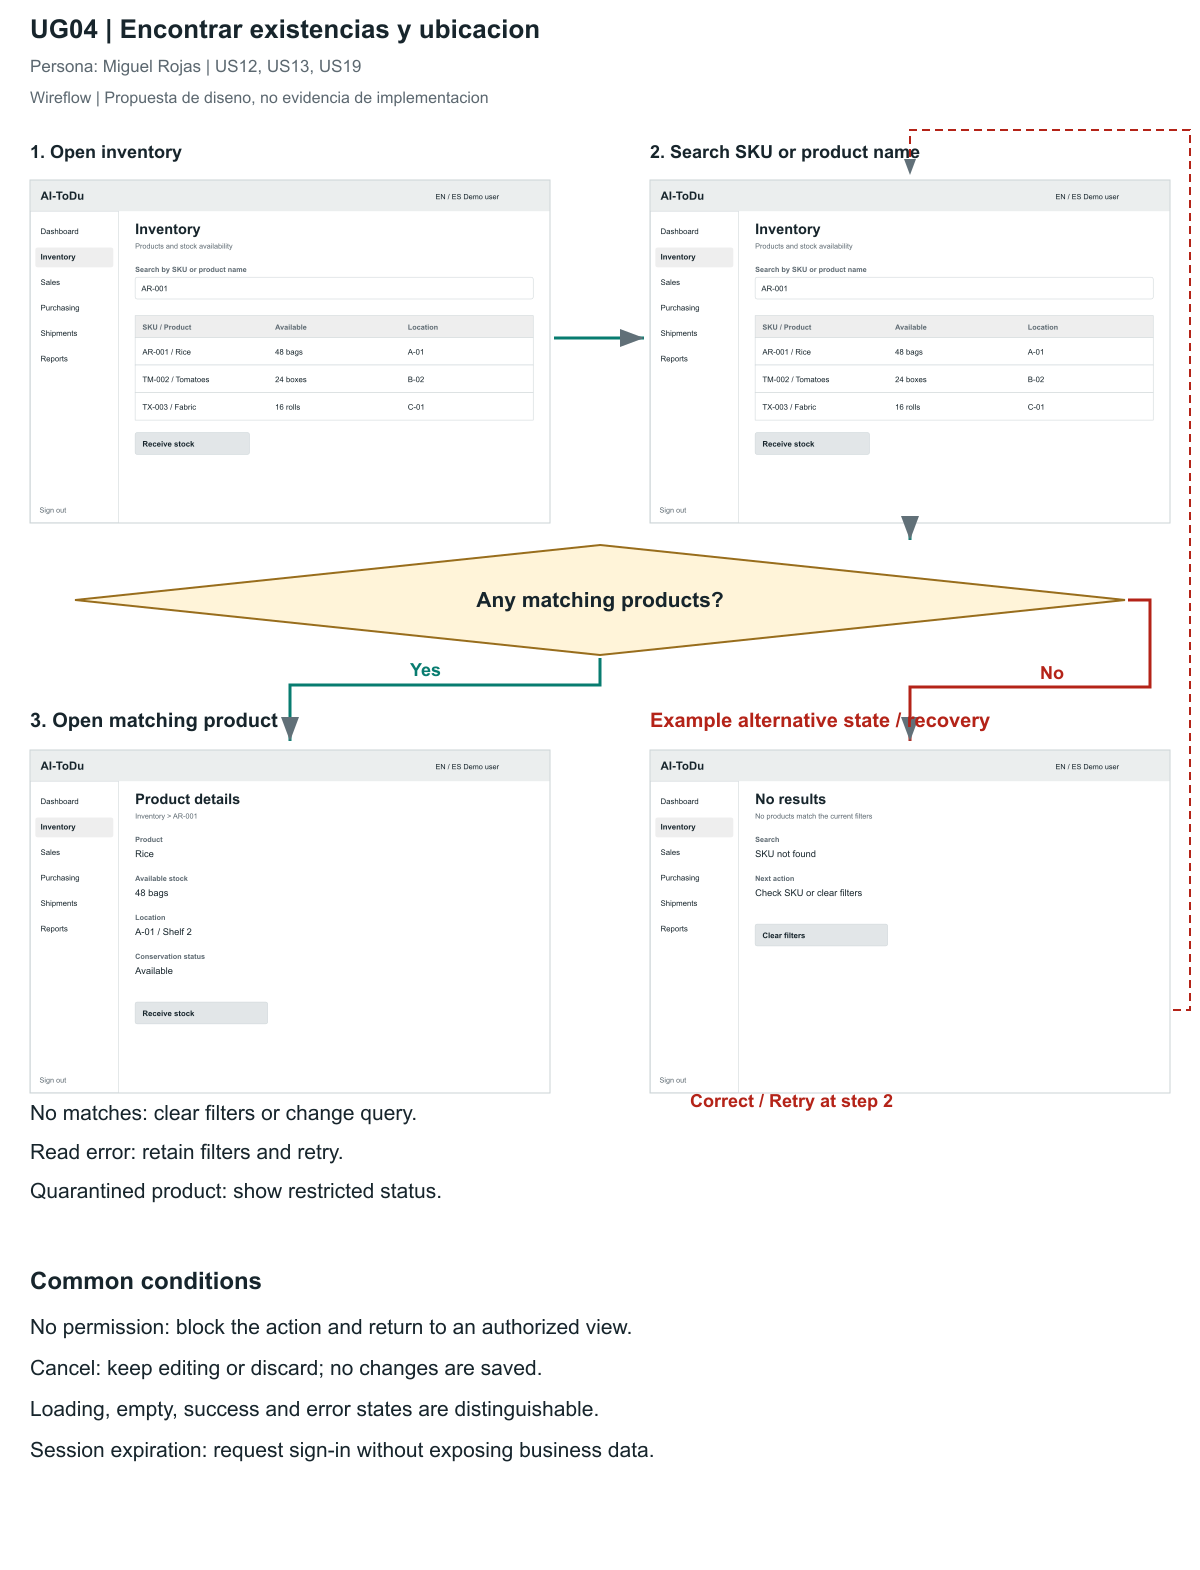 UG04 | Encontrar existencias y ubicacion
Persona: Miguel Rojas | US12, US13, US19
Wireflow | Propuesta de diseno, no evidencia de implementacion
1. Open inventory
AI-ToDu
EN / ES Demo user
Dashboard
Inventory
Sales
Purchasing
Shipments
Reports
Sign out
Inventory
Products and stock availability
Search by SKU or product name
AR-001
SKU / Product Available Location
AR-001 / Rice 48 bags A-01
TM-002 / Tomatoes 24 boxes B-02
TX-003 / Fabric 16 rolls C-01
Receive stock
2. Search SKU or product name
AI-ToDu
EN / ES Demo user
Dashboard
Inventory
Sales
Purchasing
Shipments
Reports
Sign out
Inventory
Products and stock availability
Search by SKU or product name
AR-001
SKU / Product Available Location
AR-001 / Rice 48 bags A-01
TM-002 / Tomatoes 24 boxes B-02
TX-003 / Fabric 16 rolls C-01
Receive stock
Any matching products?
Yes
No
3. Open matching product
AI-ToDu
EN / ES Demo user
Dashboard
Inventory
Sales
Purchasing
Shipments
Reports
Sign out
Product details
Inventory > AR-001
Product
Rice
Available stock
48 bags
Location
A-01 / Shelf 2
Conservation status
Available
Receive stock
Example alternative state / recovery
AI-ToDu
EN / ES Demo user
Dashboard
Inventory
Sales
Purchasing
Shipments
Reports
Sign out
No results
No products match the current filters
Search
SKU not found
Next action
Check SKU or clear filters
Clear filters
Correct / Retry at step 2
No matches: clear filters or change query.
Read error: retain filters and retry.
Quarantined product: show restricted status.
Common conditions
No permission: block the action and return to an authorized view.
Cancel: keep editing or discard; no changes are saved.
Loading, empty, success and error states are distinguishable.
Session expiration: request sign-in without exposing business data.